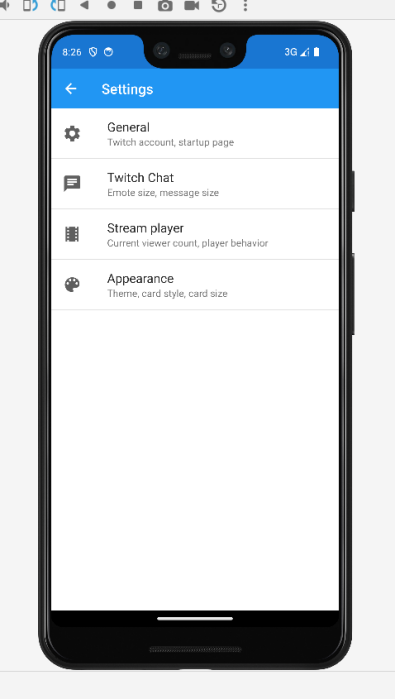 8:26
3G
Settings
General
Twitch account, startup page
Twitch Chat
Emote size, message size
Stream player
Current viewer count, player behavior
Appearance
Theme, card style, card size